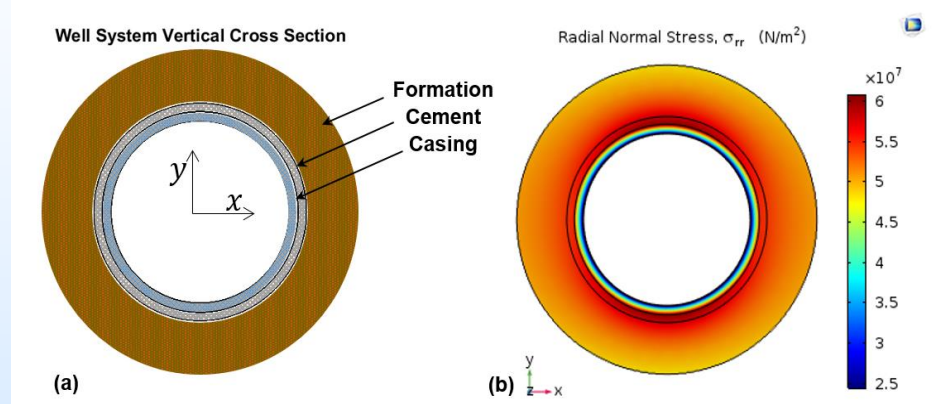 Well System Vertical Cross Section
Formation
Cement
Casing
y
x
(a)
Radial Normal Stress, σrr (N/m²)
×10⁷
6
5.5
5
4.5
4
3.5
3
2.5
y
z
x
(b)